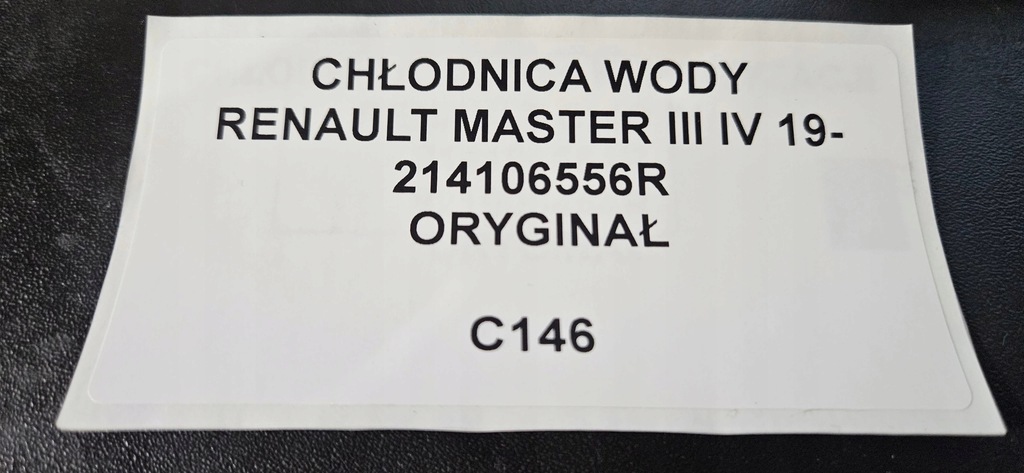 CHŁODNICA WODY
RENAULT MASTER III IV 19-
214106556R
ORYGINAŁ
C146